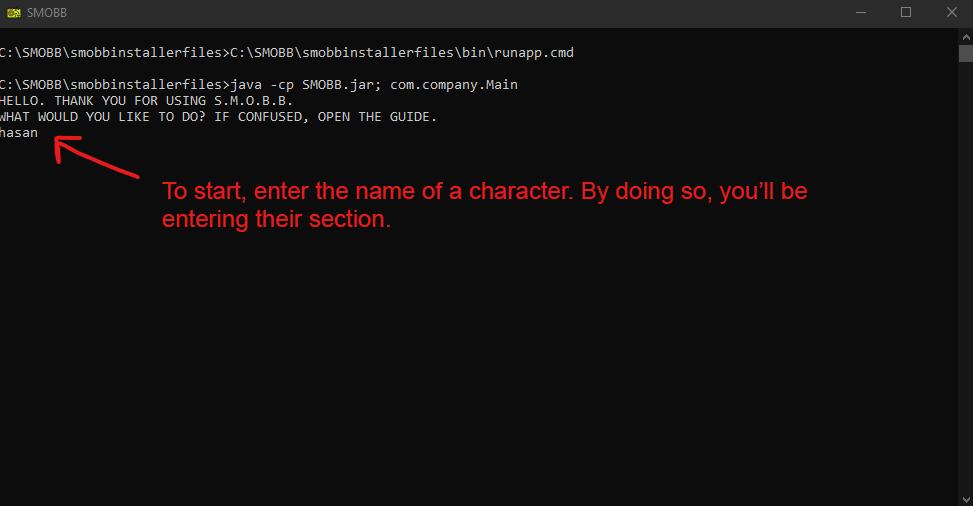 SMOBB
C:\SMOBB\smobbinstallerfiles>C:\SMOBB\smobbinstallerfiles\bin\runapp.cmd
C:\SMOBB\smobbinstallerfiles>java -cp SMOBB.jar; com.company.Main
HELLO. THANK YOU FOR USING S.M.O.B.B.
WHAT WOULD YOU LIKE TO DO? IF CONFUSED, OPEN THE GUIDE.
hasan
To start, enter the name of a character. By doing so, you’ll be
entering their section.